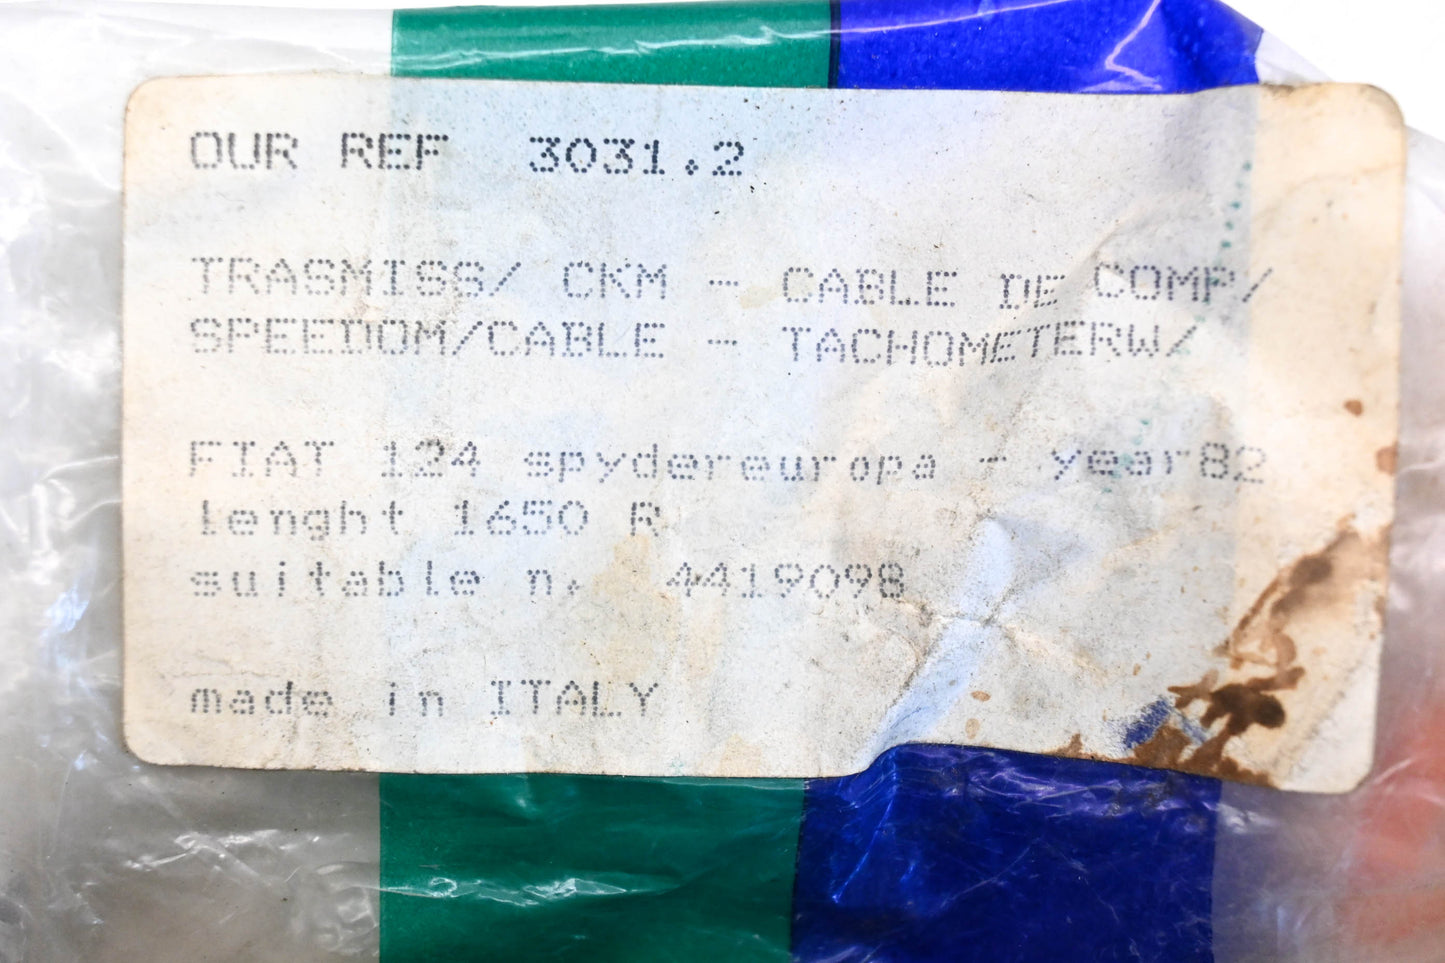 OUR REF 3031.2
TRASMISS/ CKM - CABLE DE COMP/
SPEEDOM/CABLE - TACHOMETERW/
FIAT 124 spydereuropa - year82
lenght 1650 R
suitable n. 4419098
made in ITALY